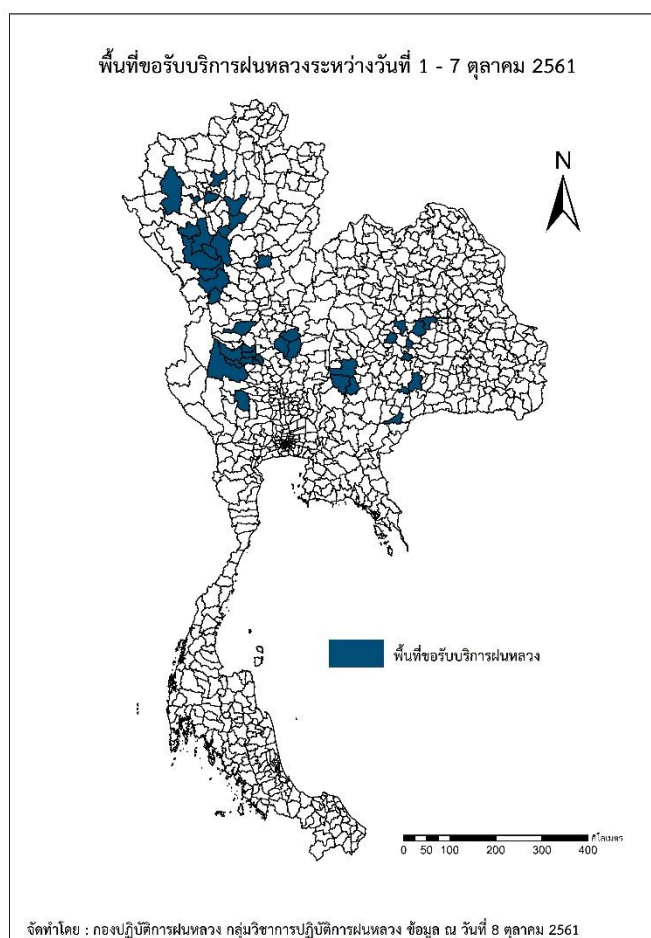 พื้นที่ขอรับบริการฝนหลวงระหว่างวันที่ 1 - 7 ตุลาคม 2561
N
พื้นที่ขอรับบริการฝนหลวง
กิโลเมตร
0 50 100 200 300 400
จัดทำโดย : กองปฏิบัติการฝนหลวง กลุ่มวิชาการปฏิบัติการฝนหลวง ข้อมูล ณ วันที่ 8 ตุลาคม 2561